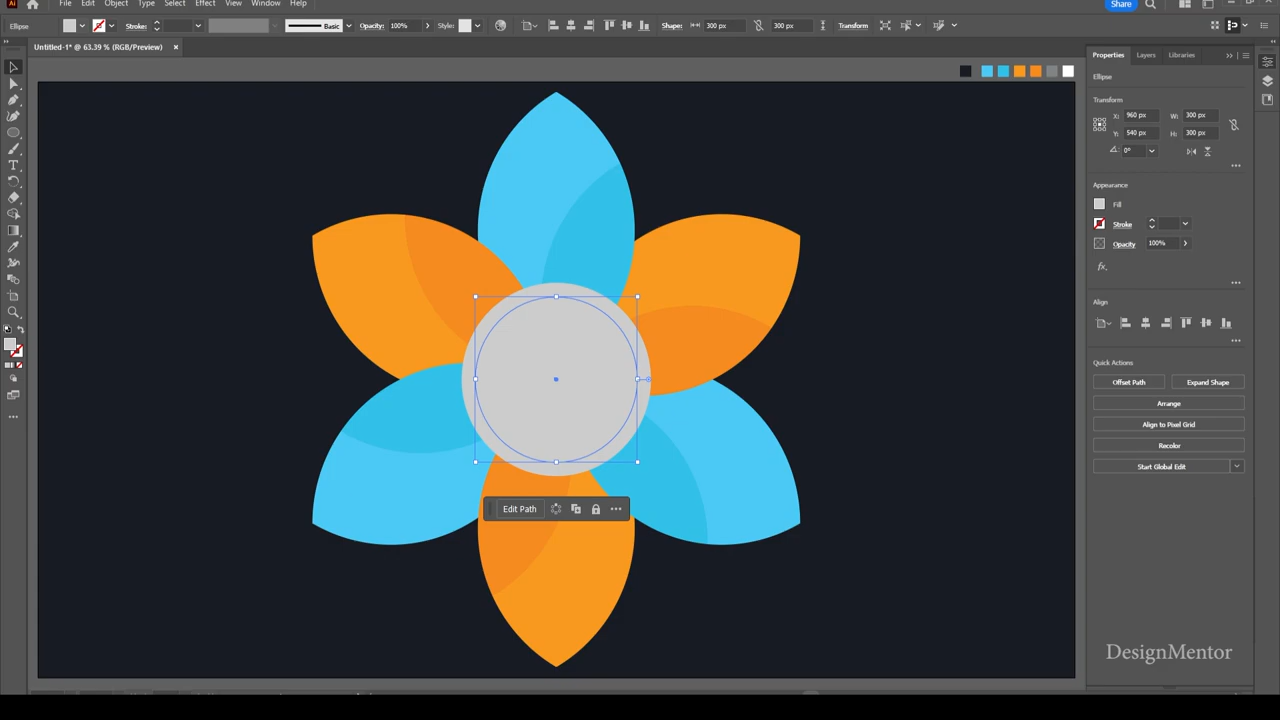 Ai File Edit Object Type Select Effect View Window Help Share
Ellipse Stroke: Basic Opacity: 100% Style: Shape: 300 px 300 px Transform
Untitled-1* @ 63.39 % (RGB/Preview) ×
Properties Layers Libraries
Ellipse
Transform
X: 960 px W: 300 px
Y: 540 px H: 300 px
0°
Appearance
Fill
Stroke
Opacity 100%
fx.
Align
Quick Actions
Offset Path Expand Shape
Arrange
Align to Pixel Grid
Recolor
Start Global Edit
Edit Path
DesignMentor